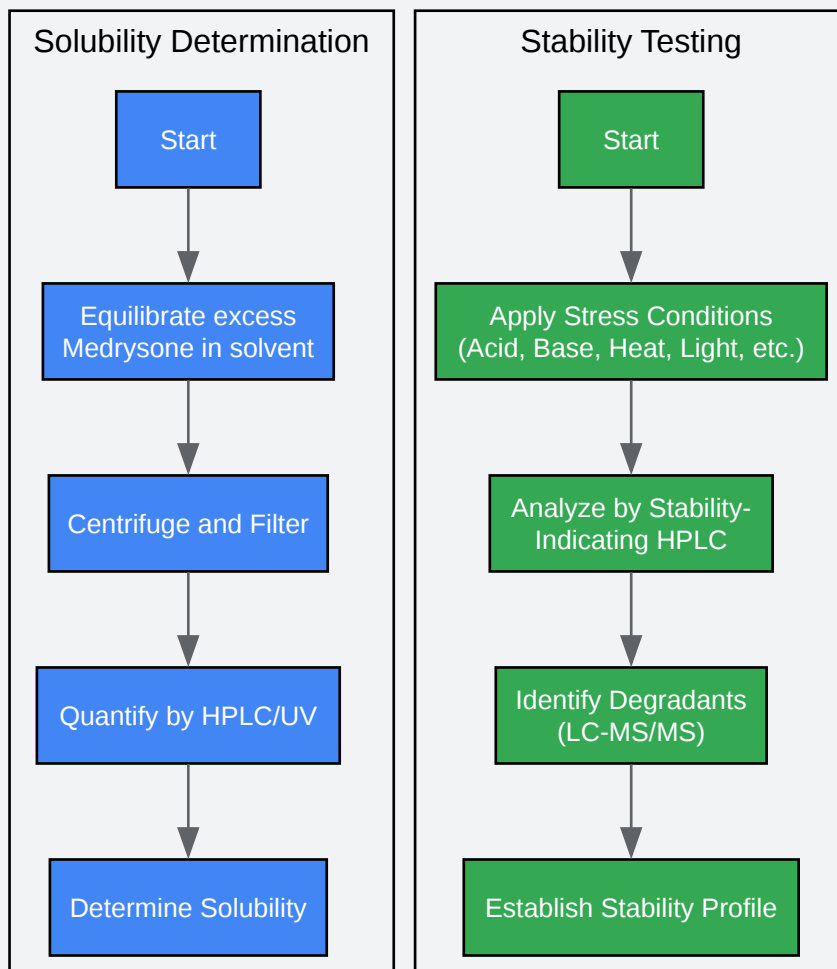 Solubility Determination
Start
Equilibrate excess
Medrysone in solvent
Centrifuge and Filter
Quantify by HPLC/UV
Determine Solubility
Stability Testing
Start
Apply Stress Conditions
(Acid, Base, Heat, Light, etc.)
Analyze by Stability-
Indicating HPLC
Identify Degradants
(LC-MS/MS)
Establish Stability Profile